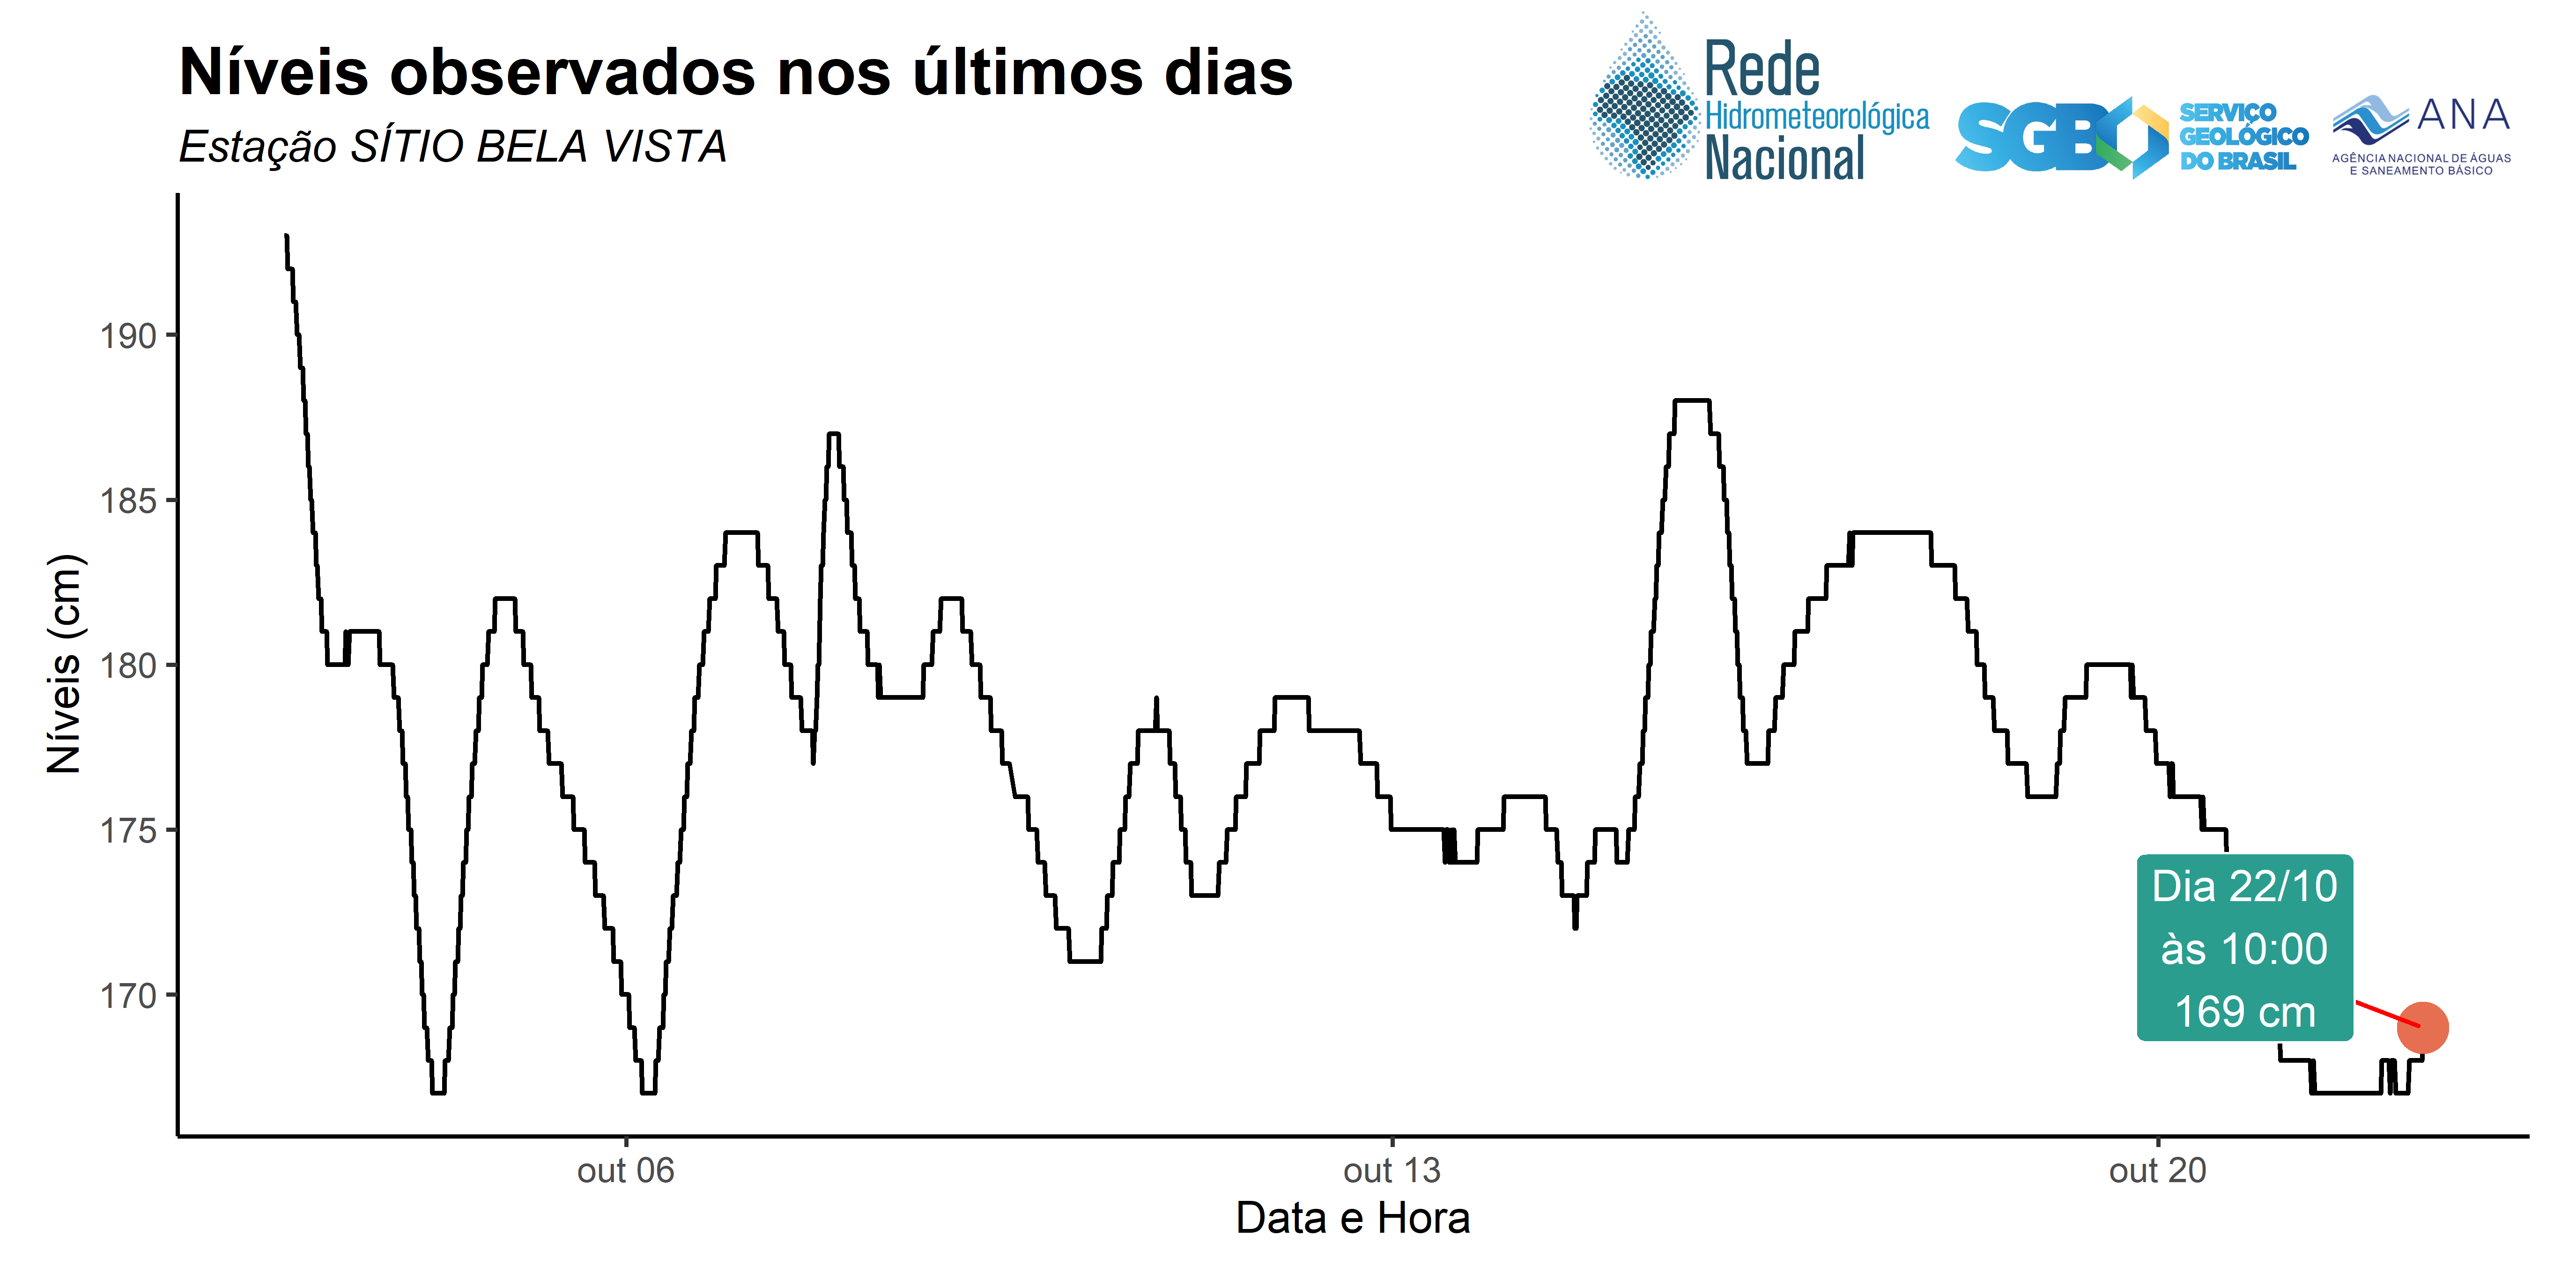 Níveis observados nos últimos dias
Estação SÍTIO BELA VISTA
Rede
Hidrometeorológica
Nacional
SGB
SERVIÇO
GEOLÓGICO
DO BRASIL
ANA
AGÊNCIA NACIONAL DE ÁGUAS
E SANEAMENTO BÁSICO
Níveis (cm)
190
185
180
175
170
Dia 22/10
às 10:00
169 cm
out 06
out 13
out 20
Data e Hora